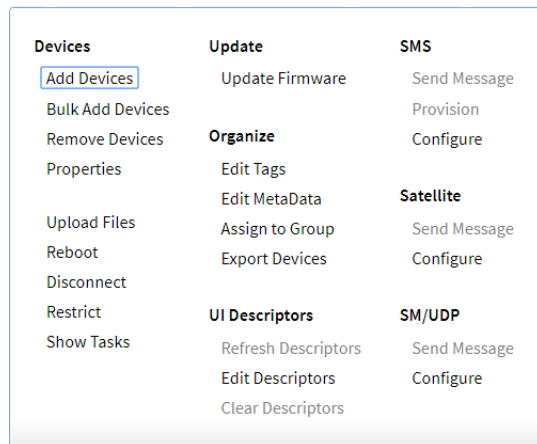 Devices
Add Devices
Bulk Add Devices
Remove Devices
Properties
Upload Files
Reboot
Disconnect
Restrict
Show Tasks
Update
Update Firmware
Organize
Edit Tags
Edit MetaData
Assign to Group
Export Devices
UI Descriptors
Refresh Descriptors
Edit Descriptors
Clear Descriptors
SMS
Send Message
Provision
Configure
Satellite
Send Message
Configure
SM/UDP
Send Message
Configure